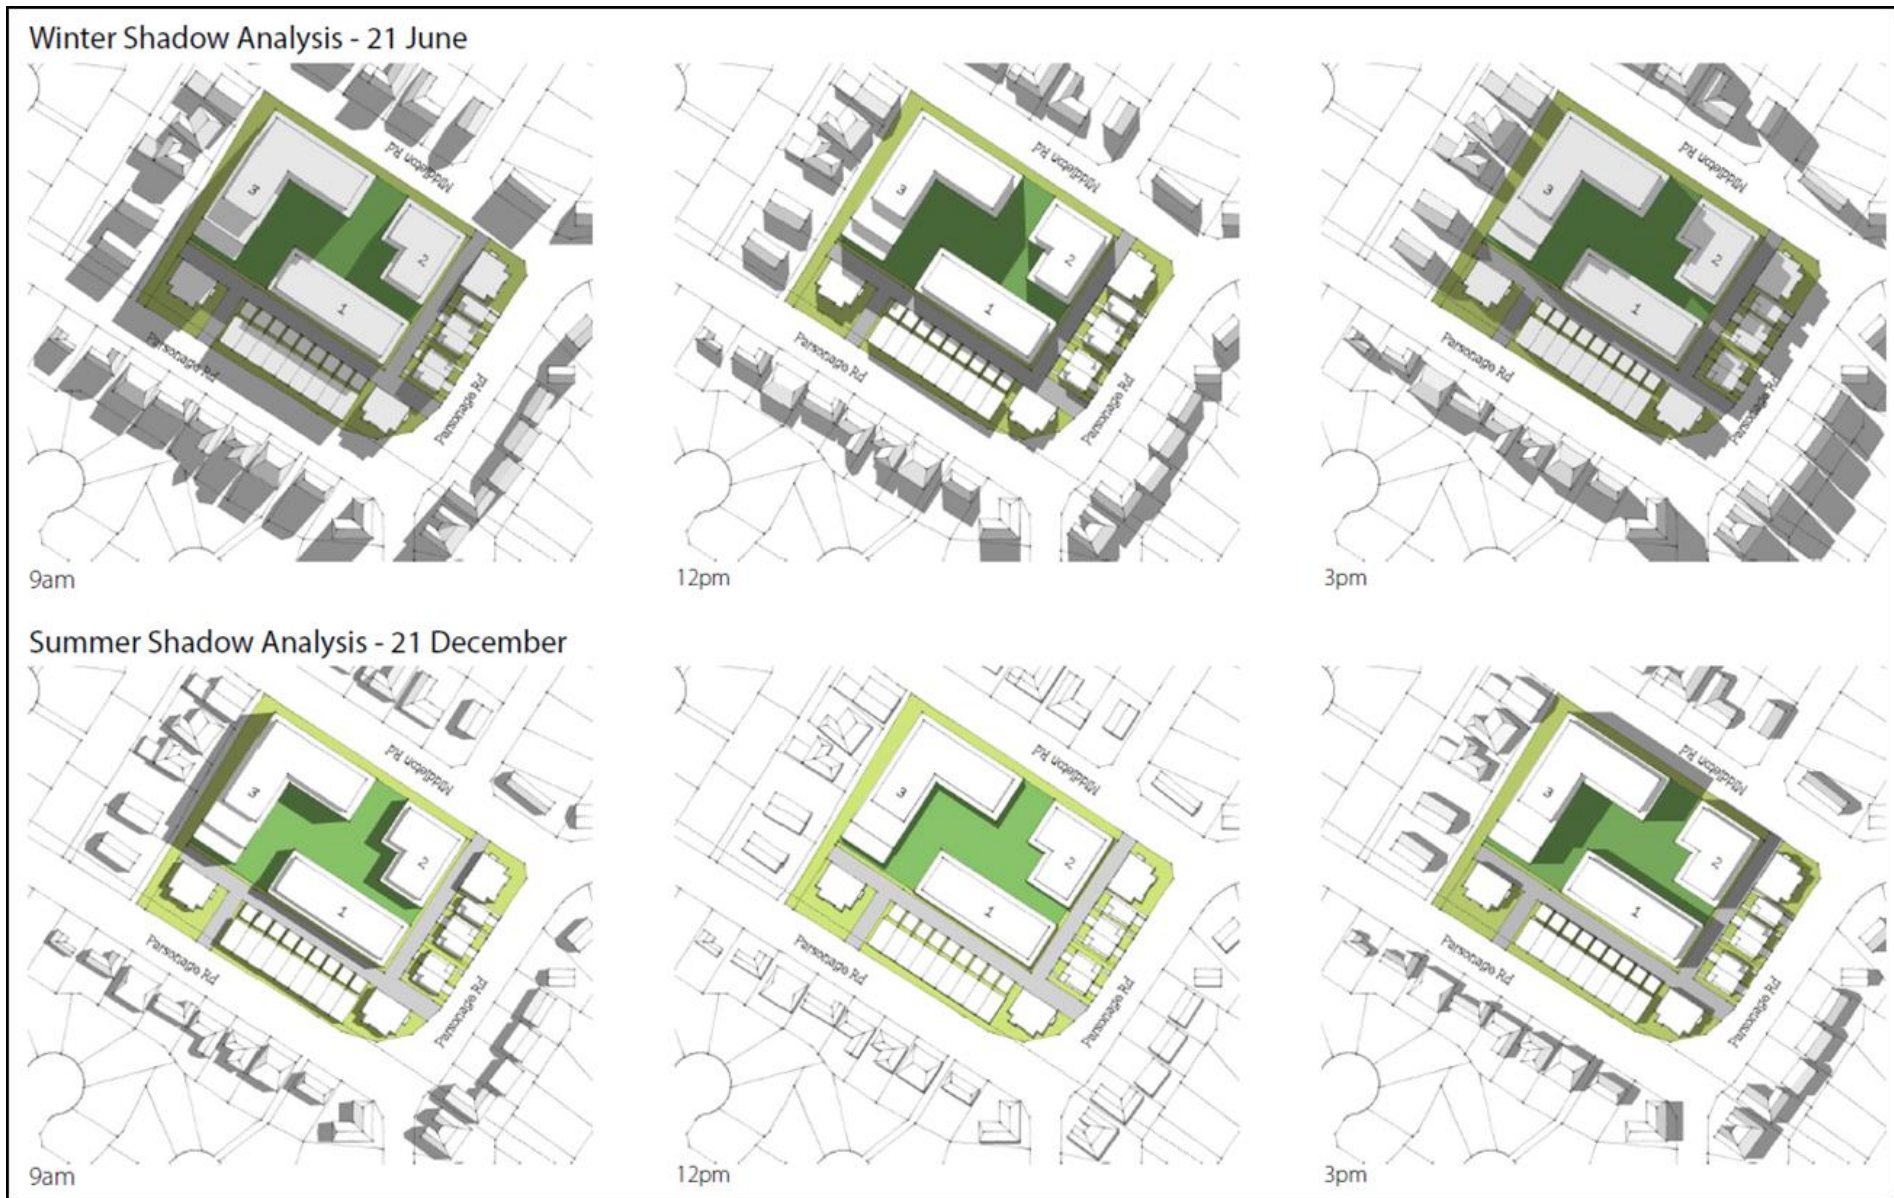 Winter Shadow Analysis - 21 June
Middleton Rd
3
2
1
Parsonage Rd
Parsonage Rd
9am
Middleton Rd
3
2
1
Parsonage Rd
Parsonage Rd
12pm
Middleton Rd
3
2
1
Parsonage Rd
Parsonage Rd
3pm
Summer Shadow Analysis - 21 December
Middleton Rd
3
2
1
Parsonage Rd
Parsonage Rd
9am
Middleton Rd
3
2
1
Parsonage Rd
Parsonage Rd
12pm
Middleton Rd
3
2
1
Parsonage Rd
Parsonage Rd
3pm